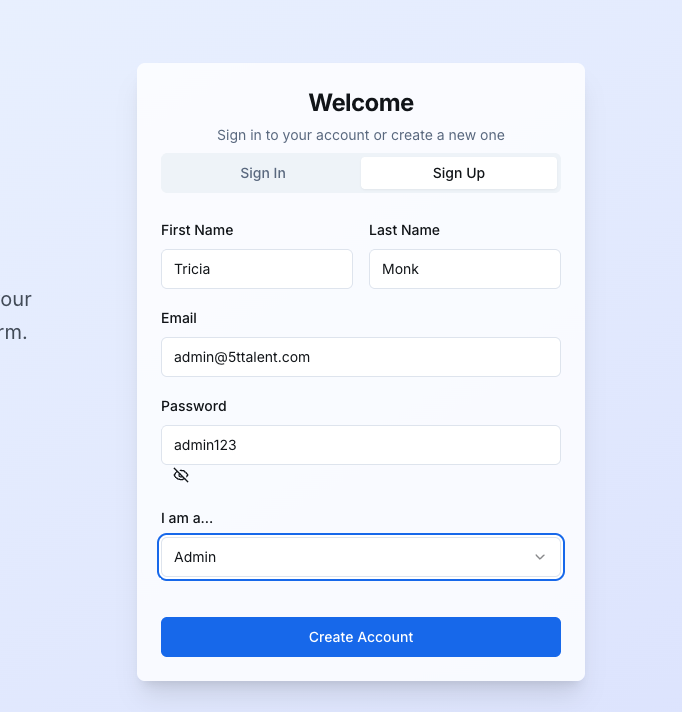 Welcome
Sign in to your account or create a new one
Sign In
Sign Up
First Name
Last Name
Tricia
Monk
our
rm.
Email
admin@5ttalent.com
Password
admin123
I am a...
Admin
Create Account